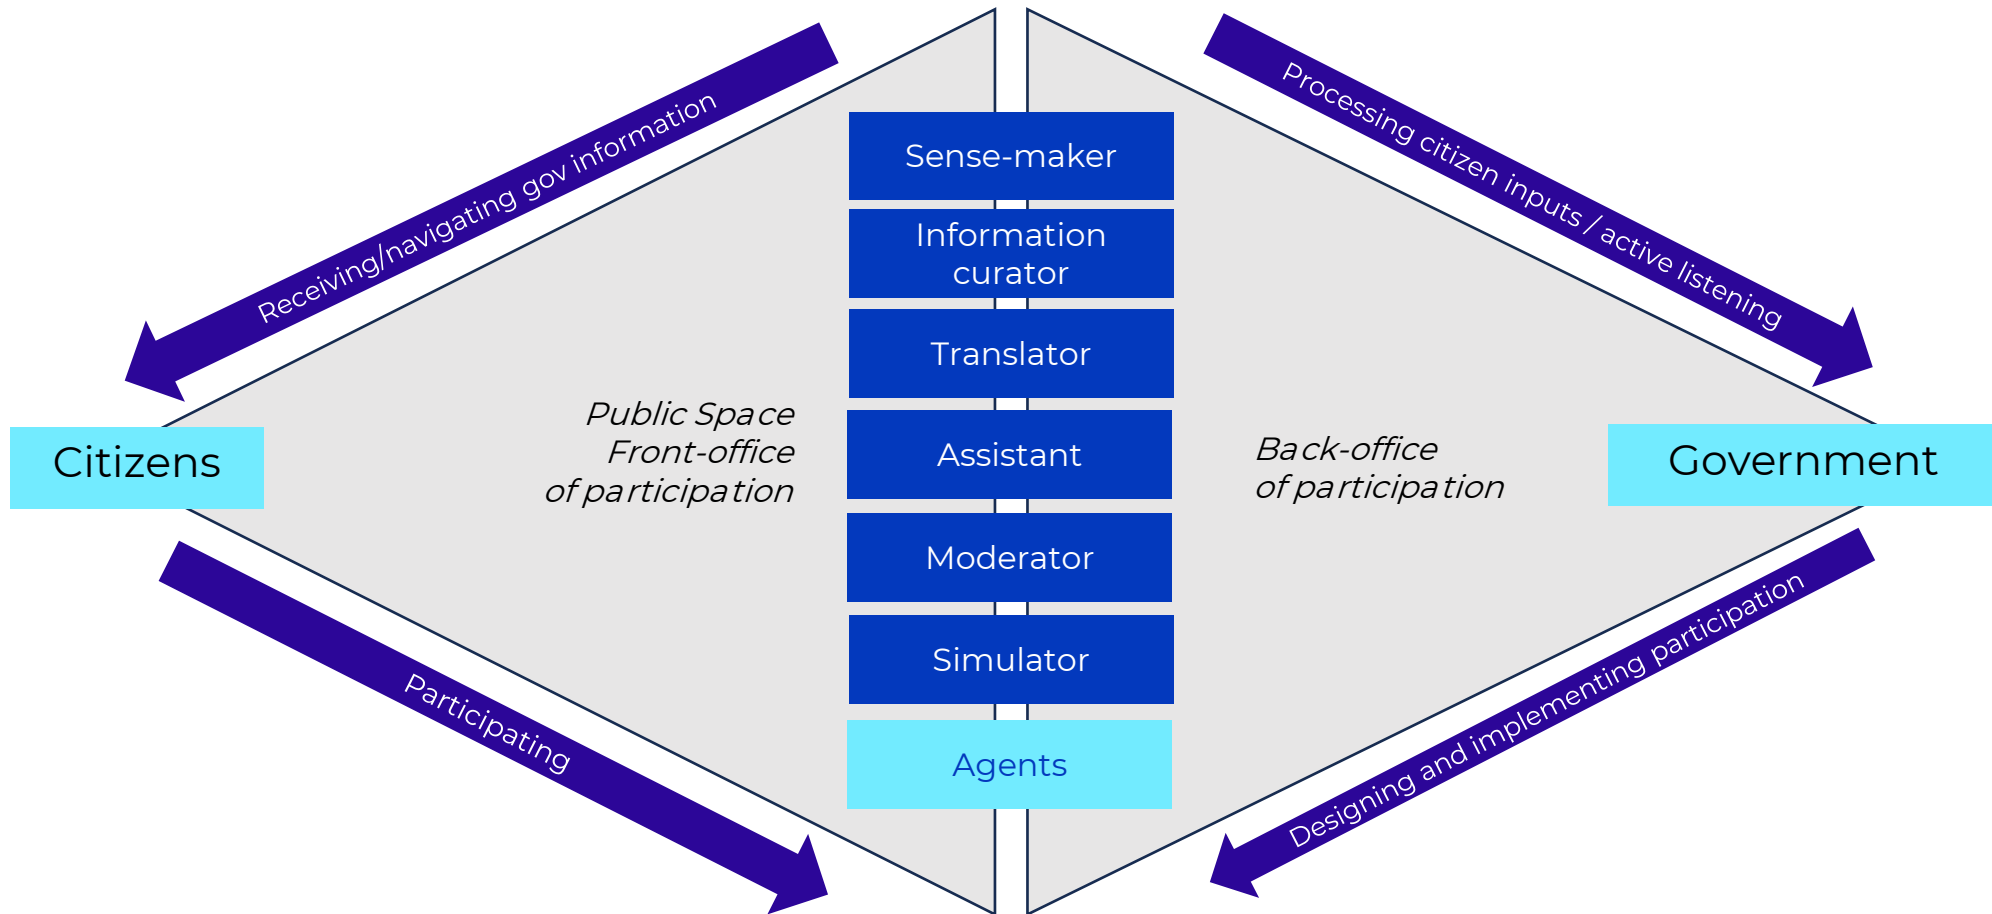 Receiving/navigating gov information
Processing citizen inputs / active listening
Sense-maker
Information
curator
Translator
Public Space
Front-office
of participation
Assistant
Back-office
of participation
Citizens
Government
Moderator
Simulator
Agents
Participating
Designing and implementing participation